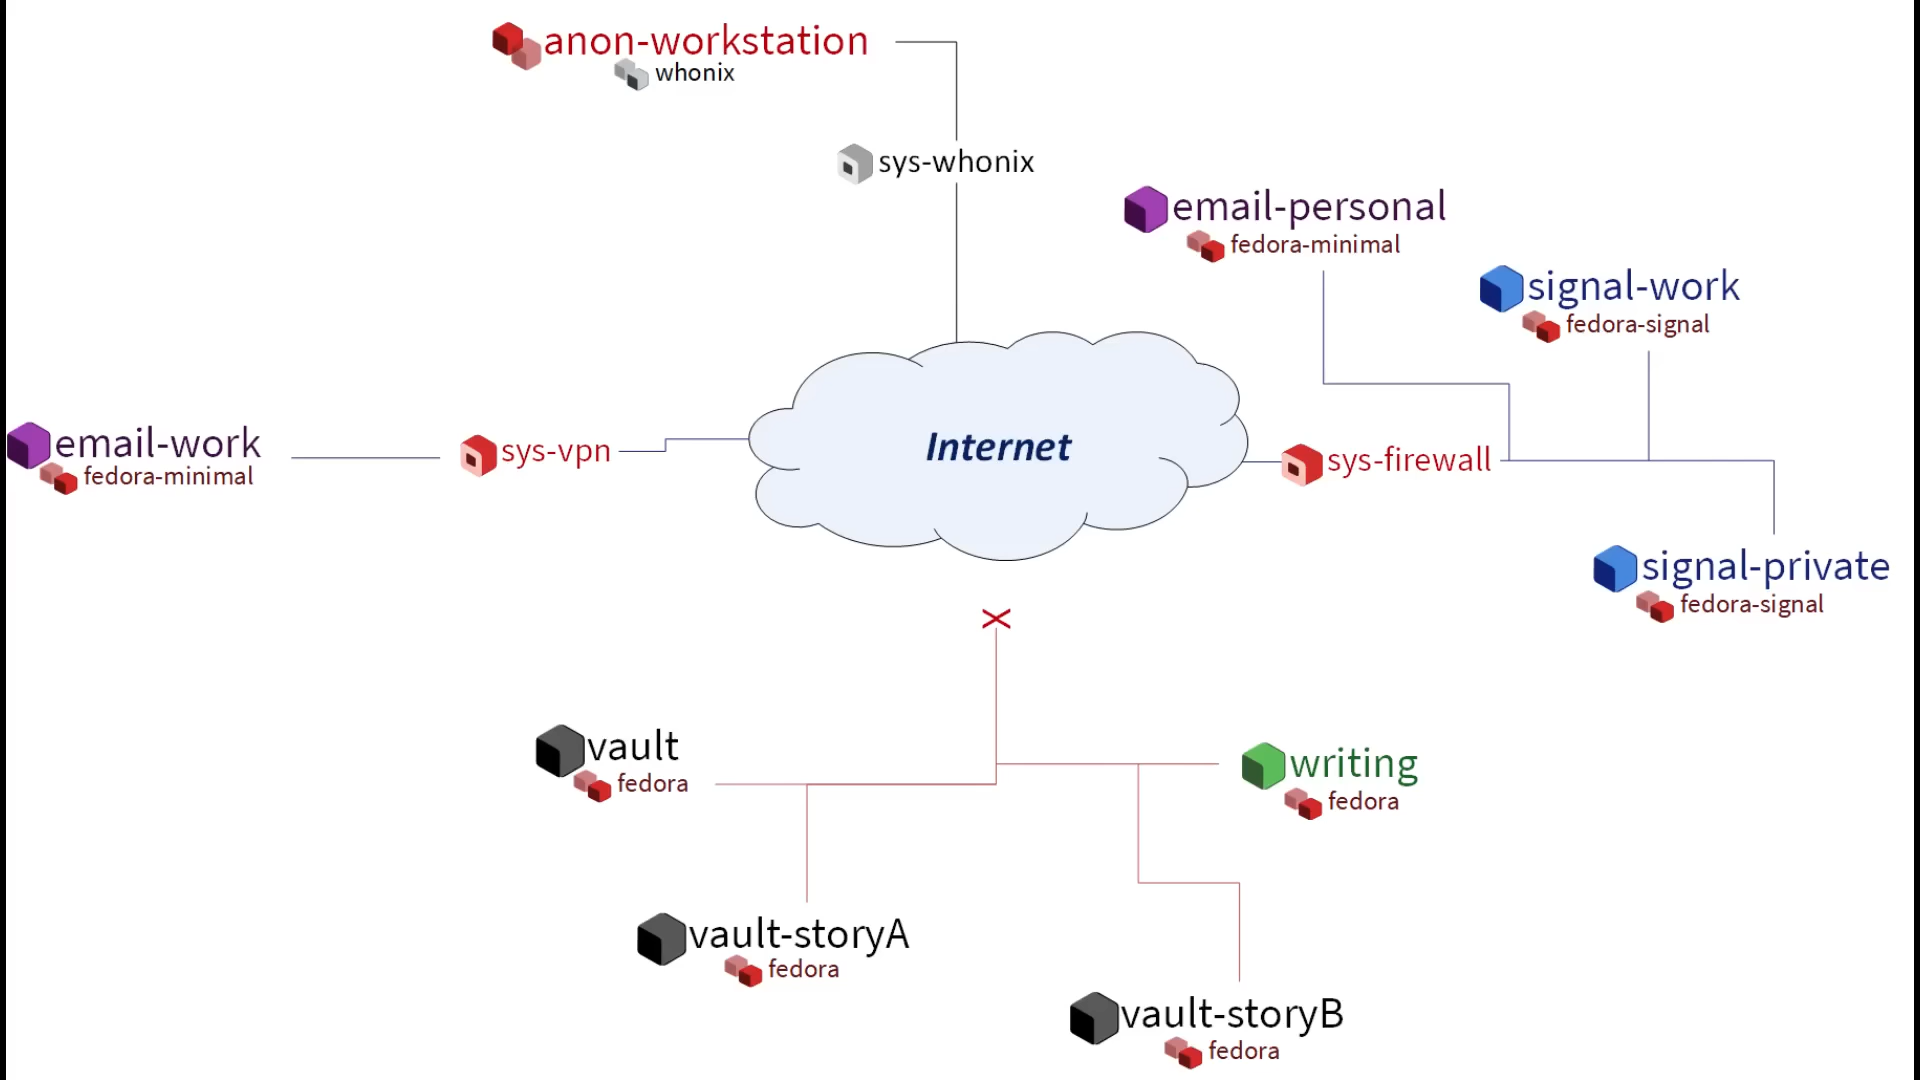 anon-workstation
whonix
sys-whonix
email-personal
fedora-minimal
signal-work
fedora-signal
email-work
fedora-minimal
sys-vpn
Internet
sys-firewall
signal-private
fedora-signal
vault
fedora
writing
fedora
vault-storyA
fedora
vault-storyB
fedora